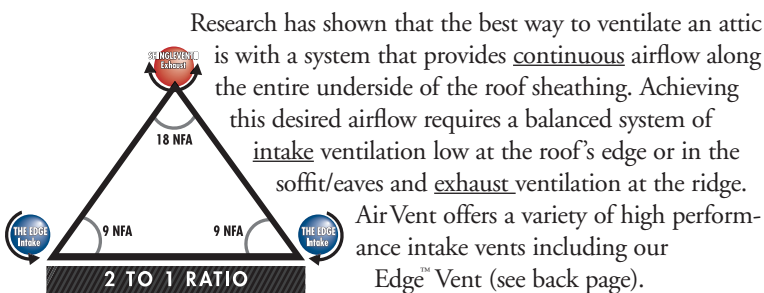 Research has shown that the best way to ventilate an attic
is with a system that provides continuous airflow along
the entire underside of the roof sheathing. Achieving
this desired airflow requires a balanced system of
intake ventilation low at the roof's edge or in the
soffit/eaves and exhaust ventilation at the ridge.
Air Vent offers a variety of high perform-
ance intake vents including our
Edge™ Vent (see back page).
SHINGLEVENT II
Exhaust
18 NFA
THE EDGE
Intake
9 NFA
9 NFA
THE EDGE
Intake
2 TO 1 RATIO